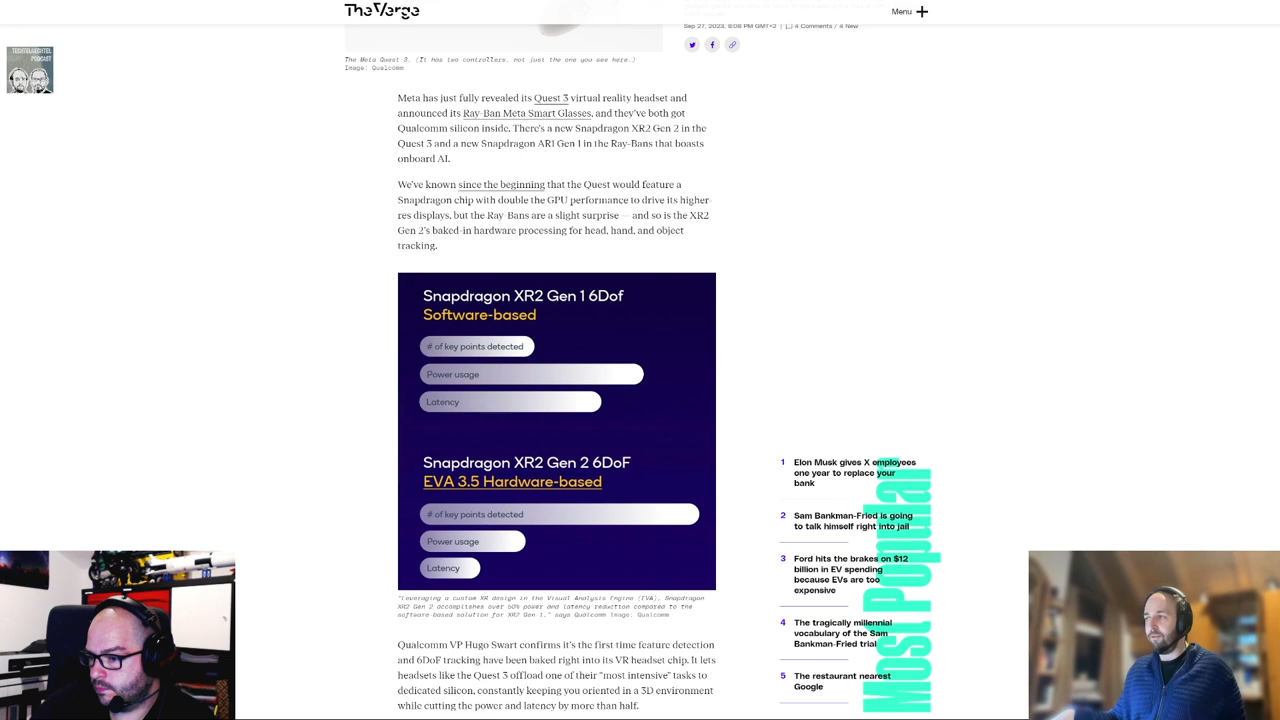 The Verge
Menu
Sep 27, 2023, 8:08 PM GMT+2 | 4 Comments / 4 New
TECHTELMECHTEL
PODCAST
The Meta Quest 3. (It has two controllers, not just the one you see here.)
Image: Qualcomm
Meta has just fully revealed its Quest 3 virtual reality headset and
announced its Ray-Ban Meta Smart Glasses, and they've both got
Qualcomm silicon inside. There's a new Snapdragon XR2 Gen 2 in the
Quest 3 and a new Snapdragon AR1 Gen 1 in the Ray-Bans that boasts
onboard AI.
We've known since the beginning that the Quest would feature a
Snapdragon chip with double the GPU performance to drive its higher-
res displays, but the Ray-Bans are a slight surprise — and so is the XR2
Gen 2's baked-in hardware processing for head, hand, and object
tracking.
Snapdragon XR2 Gen 1 6Dof
Software-based
# of key points detected
Power usage
Latency
Snapdragon XR2 Gen 2 6DoF
EVA 3.5 Hardware-based
# of key points detected
Power usage
Latency
"Leveraging a custom XR design in the Visual Analysis Engine (EVA), Snapdragon
XR2 Gen 2 accomplishes over 50% power and latency reduction compared to the
software-based solution for XR2 Gen 1," says Qualcomm Image: Qualcomm
Qualcomm VP Hugo Swart confirms it's the first time feature detection
and 6DoF tracking have been baked right into its VR headset chip. It lets
headsets like the Quest 3 offload one of their "most intensive" tasks to
dedicated silicon, constantly keeping you oriented in a 3D environment
while cutting the power and latency by more than half.
Most Popular
1 Elon Musk gives X employees
one year to replace your
bank
2 Sam Bankman-Fried is going
to talk himself right into jail
3 Ford hits the brakes on $12
billion in EV spending
because EVs are too
expensive
4 The tragically millennial
vocabulary of the Sam
Bankman-Fried trial
5 The restaurant nearest
Google